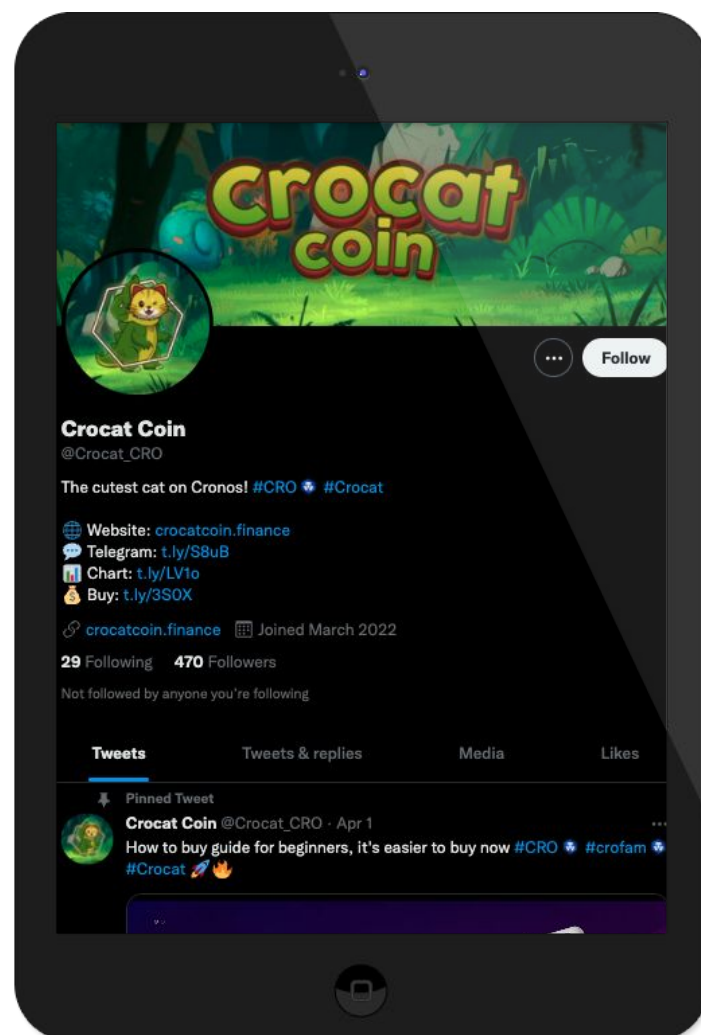 crocat
coin
Follow
Crocat Coin
@Crocat_CRO
The cutest cat on Cronos! #CRO #Crocat
Website: crocatcoin.finance
Telegram: t.ly/S8uB
Chart: t.ly/LV1o
Buy: t.ly/3S0X
crocatcoin.finance Joined March 2022
29 Following 470 Followers
Not followed by anyone you're following
Tweets Tweets & replies Media Likes
Pinned Tweet
Crocat Coin @Crocat_CRO · Apr 1
How to buy guide for beginners, it's easier to buy now #CRO #crofam
#Crocat